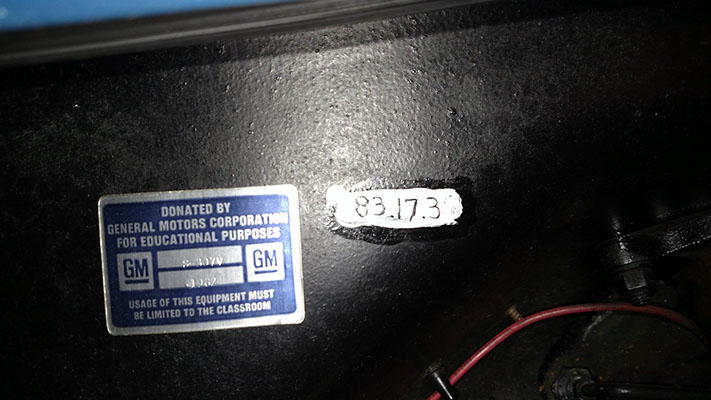 DONATED BY
GENERAL MOTORS CORPORATION
FOR EDUCATIONAL PURPOSES
GM
GM
USAGE OF THIS EQUIPMENT MUST
BE LIMITED TO THE CLASSROOM
83.17.3